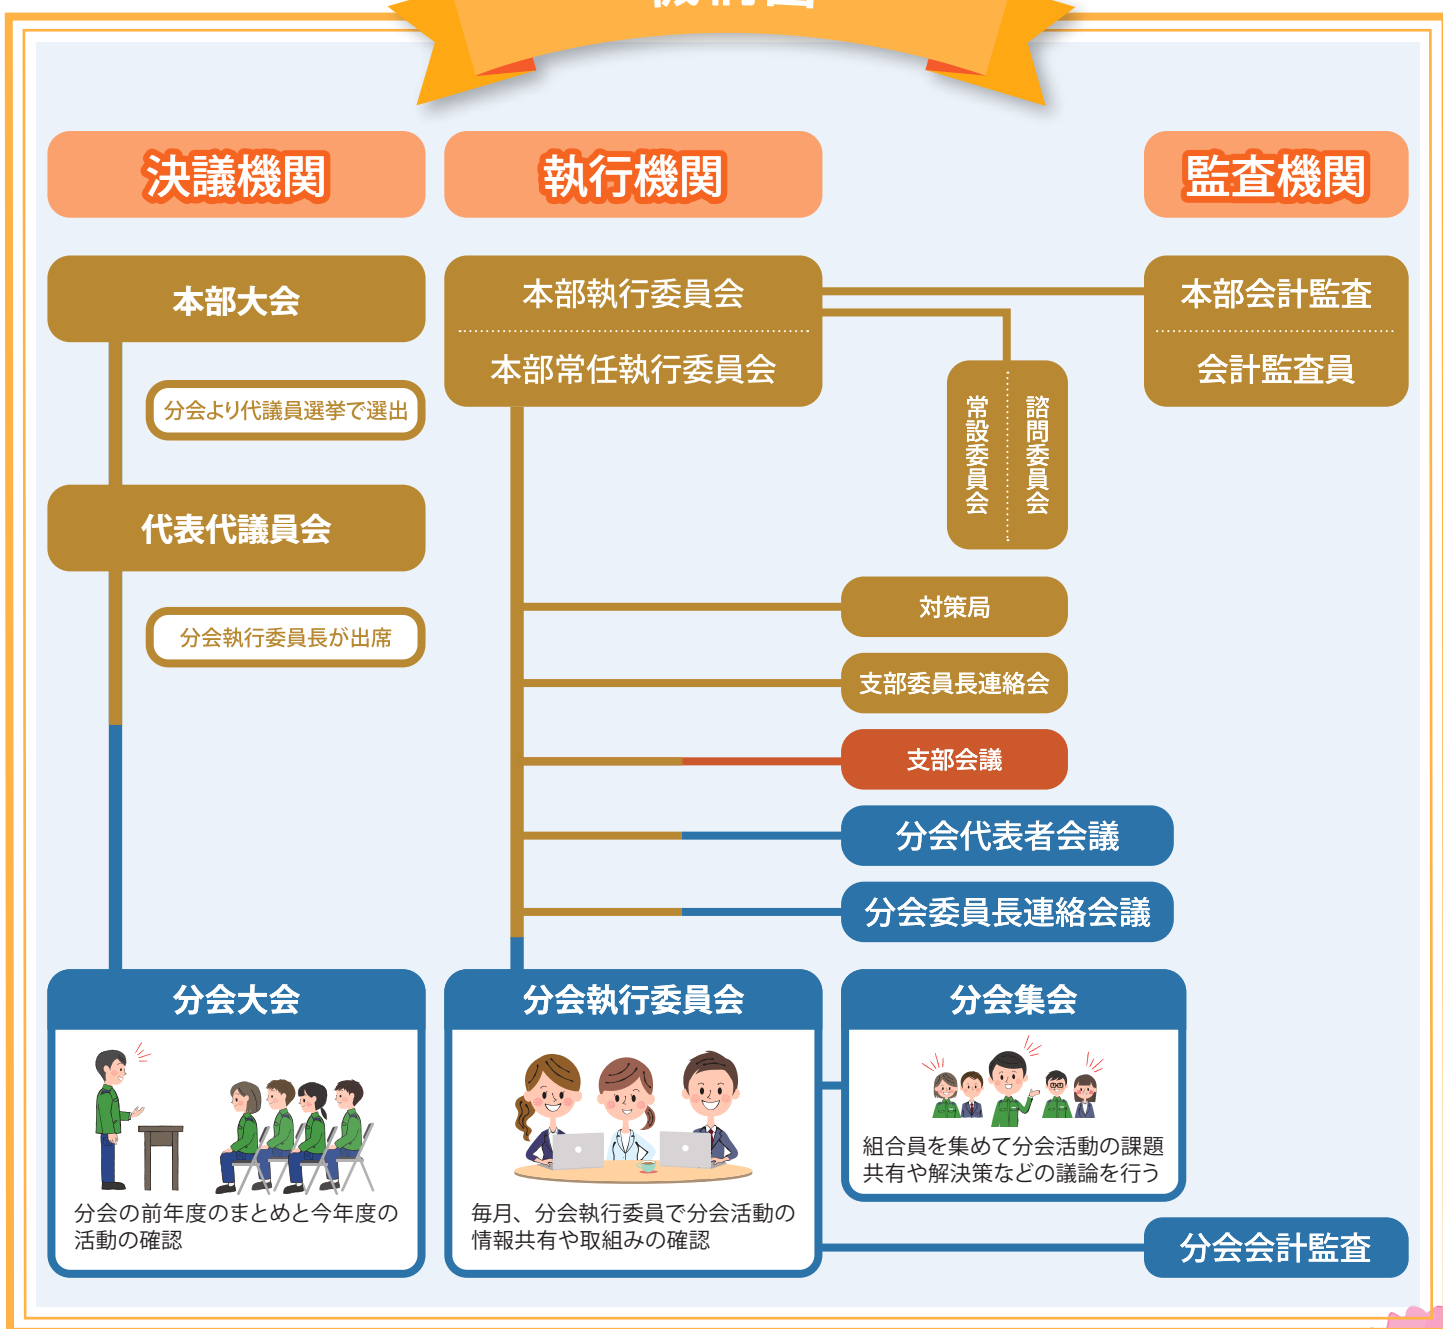 決議機関
執行機関
監査機関
本部大会
分会より代議員選挙で選出
代表代議員会
分会執行委員長が出席
本部執行委員会
本部常任執行委員会
本部会計監査
会計監査員
諮問委員会
常設委員会
対策局
支部委員長連絡会
支部会議
分会代表者会議
分会委員長連絡会議
分会大会
分会の前年度のまとめと今年度の
活動の確認
分会執行委員会
毎月、分会執行委員で分会活動の
情報共有や取組みの確認
分会集会
組合員を集めて分会活動の課題
共有や解決策などの議論を行う
分会会計監査